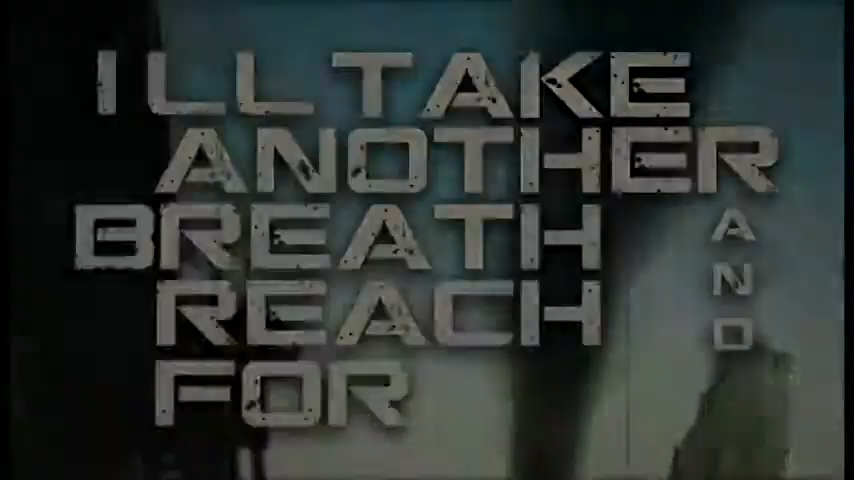 I LL TAKE
ANOTHER
BREATH AND
REACH
FOR